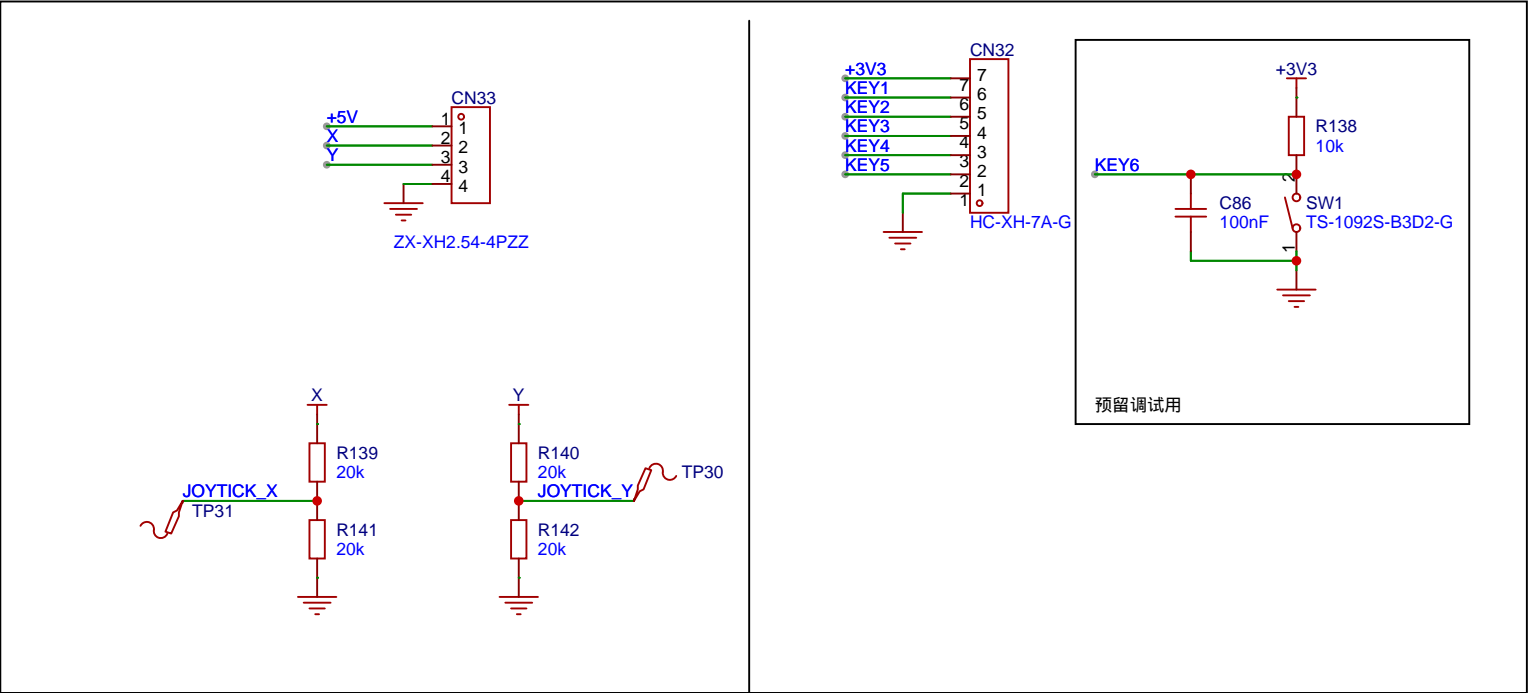 CN33
+5V
X
Y
1
2
3
4
1
2
3
4
ZX-XH2.54-4PZZ
X
R139
20k
JOYTICK_X
TP31
R141
20k
Y
R140
20k
JOYTICK_Y
TP30
R142
20k
CN32
+3V3
KEY1
KEY2
KEY3
KEY4
KEY5
7
6
5
4
3
2
1
7
6
5
4
3
2
1
HC-XH-7A-G
+3V3
R138
10k
KEY6
2
C86
100nF
SW1
TS-1092S-B3D2-G
1
预留调试用